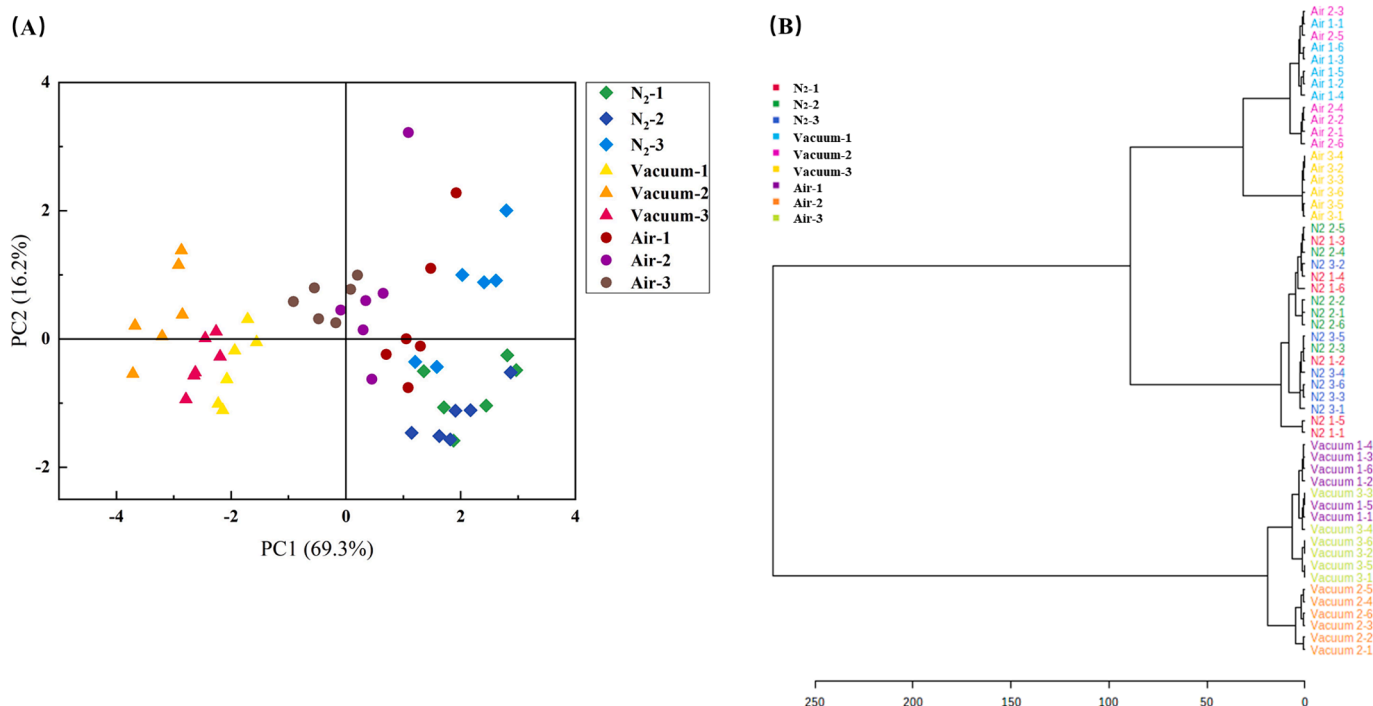 (A)
4
2
0
-2
-4
-2
0
2
4
PC2 (16.2%)
PC1 (69.3%)
N₂-1
N₂-2
N₂-3
Vacuum-1
Vacuum-2
Vacuum-3
Air-1
Air-2
Air-3
(B)
N₂-1
N₂-2
N₂-3
Vacuum-1
Vacuum-2
Vacuum-3
Air-1
Air-2
Air-3
Air 2-3
Air 1-1
Air 2-5
Air 1-6
Air 1-3
Air 1-5
Air 1-2
Air 1-4
Air 2-4
Air 2-2
Air 2-1
Air 2-6
Air 3-4
Air 3-2
Air 3-3
Air 3-6
Air 3-5
Air 3-1
N2 2-5
N2 1-3
N2 2-4
N2 3-2
N2 1-4
N2 1-6
N2 2-2
N2 2-1
N2 2-6
N2 3-5
N2 2-3
N2 1-2
N2 3-4
N2 3-6
N2 3-3
N2 3-1
N2 1-5
N2 1-1
Vacuum 1-4
Vacuum 1-3
Vacuum 1-6
Vacuum 1-2
Vacuum 3-3
Vacuum 1-5
Vacuum 1-1
Vacuum 3-4
Vacuum 3-6
Vacuum 3-2
Vacuum 3-5
Vacuum 3-1
Vacuum 2-5
Vacuum 2-4
Vacuum 2-6
Vacuum 2-3
Vacuum 2-2
Vacuum 2-1
250 200 150 100 50 0